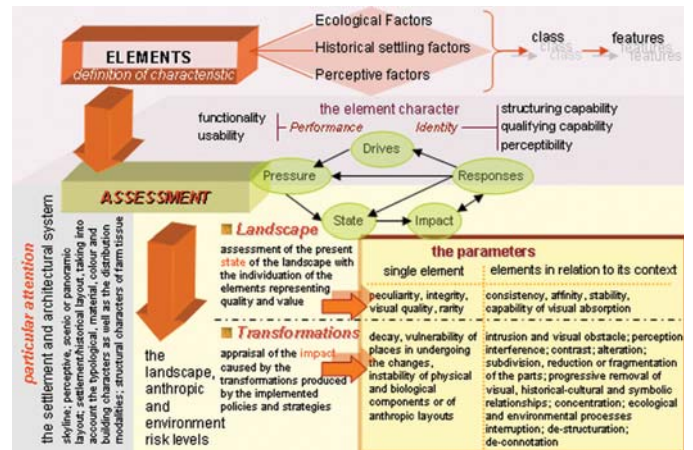 Ecological Factors
ELEMENTS
definition of characteristic
Historical settling factors
Perceptive factors
class
class
class
features
features
features
the element character
functionality
usability
Performance
Identity
structuring capability
qualifying capability
perceptibility
Drives
Pressure
Responses
State
Impact
ASSESSMENT
particular attention
the settlement and architectural system
skyline; perceptive, scenic or panoramic
layout; settlement/historical layout, taking into
account the typological, material, colour and
building characters as well as the distribution
modalities; structural characters of farm tissue
the
landscape,
anthropic
and
environment
risk levels
Landscape
assessment of the present
state of the landscape with
the individuation of the
elements representing
quality and value
Transformations
appraisal of the impact
caused by the
transformations produced
by the implemented
policies and strategies
the parameters
single element
elements in relation to its context
peculiarity, integrity,
visual quality, rarity
consistency, affinity, stability,
capability of visual absorption
decay, vulnerability of
places in undergoing
the changes,
instability of physical
and biological
components or of
anthropic layouts
intrusion and visual obstacle; perception
interference; contrast; alteration;
subdivision, reduction or fragmentation
of the parts; progressive removal of
visual, historical-cultural and symbolic
relationships; concentration; ecological
and environmental processes
interruption; de-structuration;
de-connotation